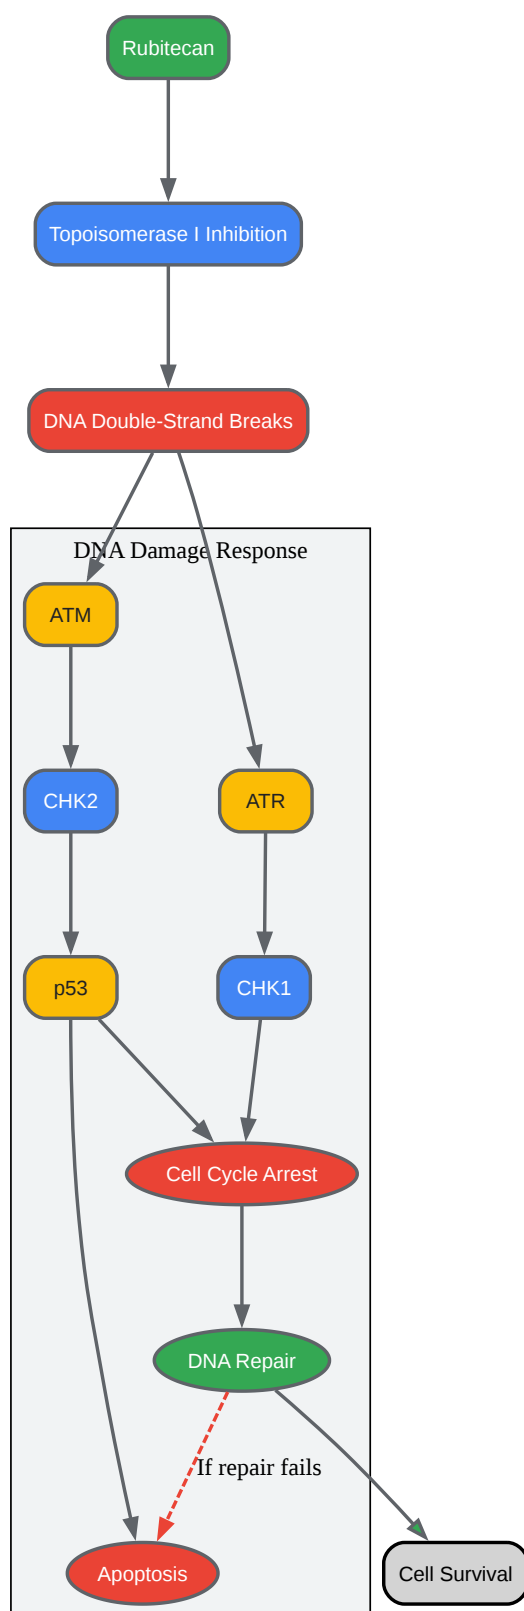 Rubitecan
Topoisomerase I Inhibition
DNA Double-Strand Breaks
DNA Damage Response
ATM
CHK2
ATR
p53
CHK1
Cell Cycle Arrest
DNA Repair
If repair fails
Apoptosis
Cell Survival